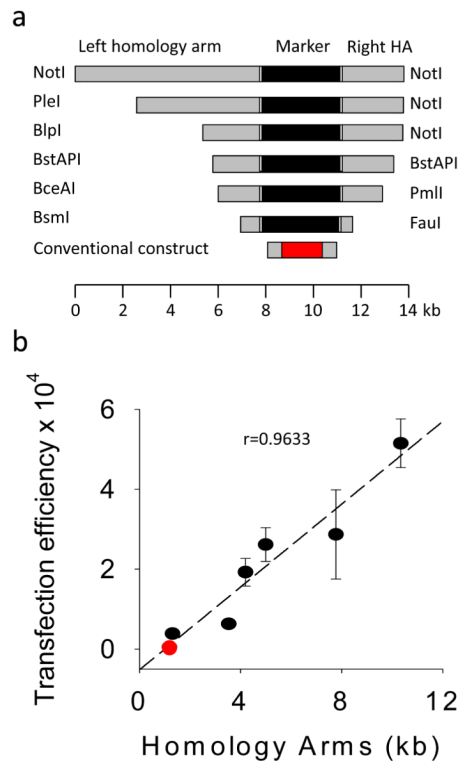 a
Left homology arm Marker Right HA
NotI NotI
PleI NotI
BlpI NotI
BstAPI BstAPI
BceAI PmlI
BsmI FauI
Conventional construct
0 2 4 6 8 10 12 14 kb
b
Transfection efficiency x 10^4
6
r=0.9633
4
2
0
0 4 8 12
Homology Arms (kb)